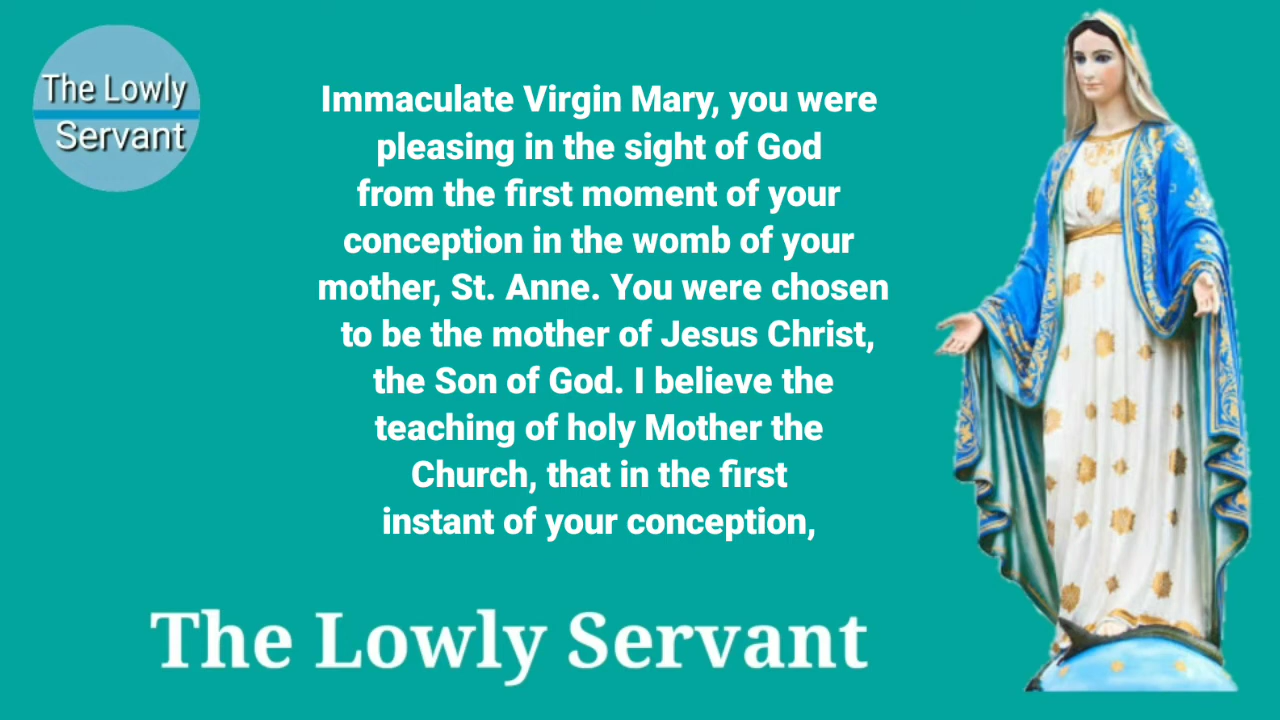 The Lowly
Servant
Immaculate Virgin Mary, you were
pleasing in the sight of God
from the first moment of your
conception in the womb of your
mother, St. Anne. You were chosen
to be the mother of Jesus Christ,
the Son of God. I believe the
teaching of holy Mother the
Church, that in the first
instant of your conception,
The Lowly Servant